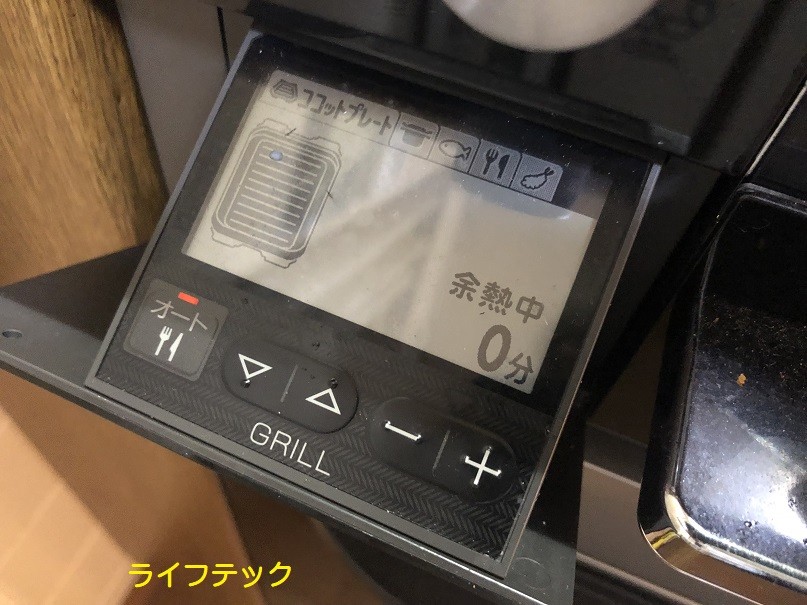 ココットプレート
余熱中
0分
オート
GRILL
ライフテック